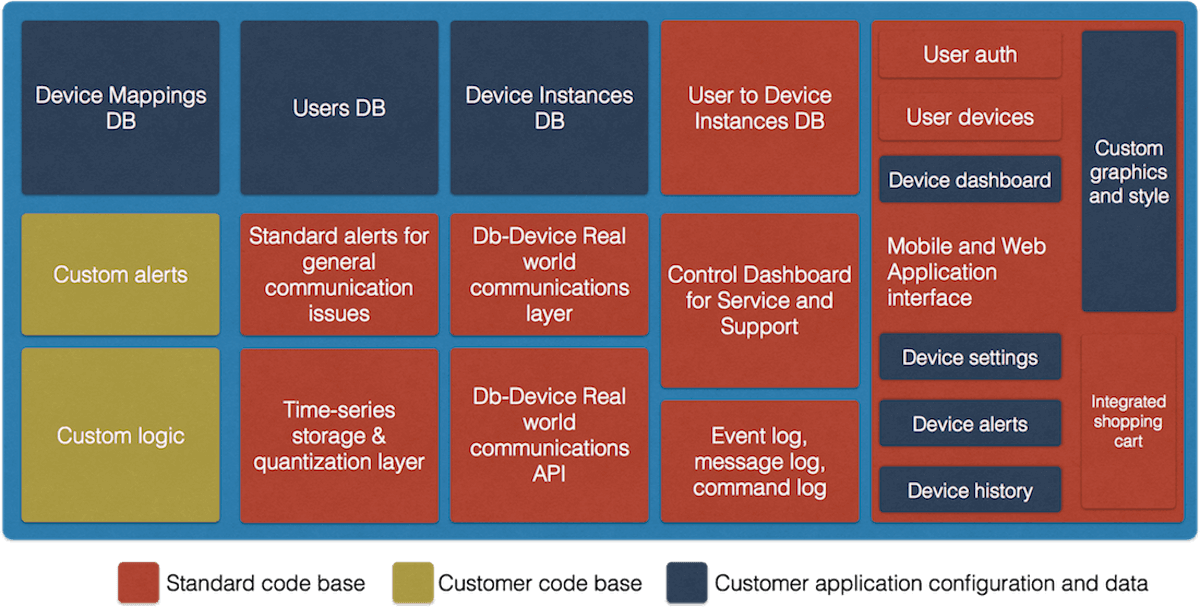 Device Mappings
DB
Users DB
Device Instances
DB
User to Device
Instances DB
User auth
User devices
Device dashboard
Custom
graphics
and style
Custom alerts
Standard alerts for
general
communication
issues
Db-Device Real
world
communications
layer
Control Dashboard
for Service and
Support
Mobile and Web
Application
interface
Custom logic
Time-series
storage &
quantization layer
Db-Device Real
world
communications
API
Event log,
message log,
command log
Device settings
Device alerts
Device history
Integrated
shopping
cart
Standard code base
Customer code base
Customer application configuration and data